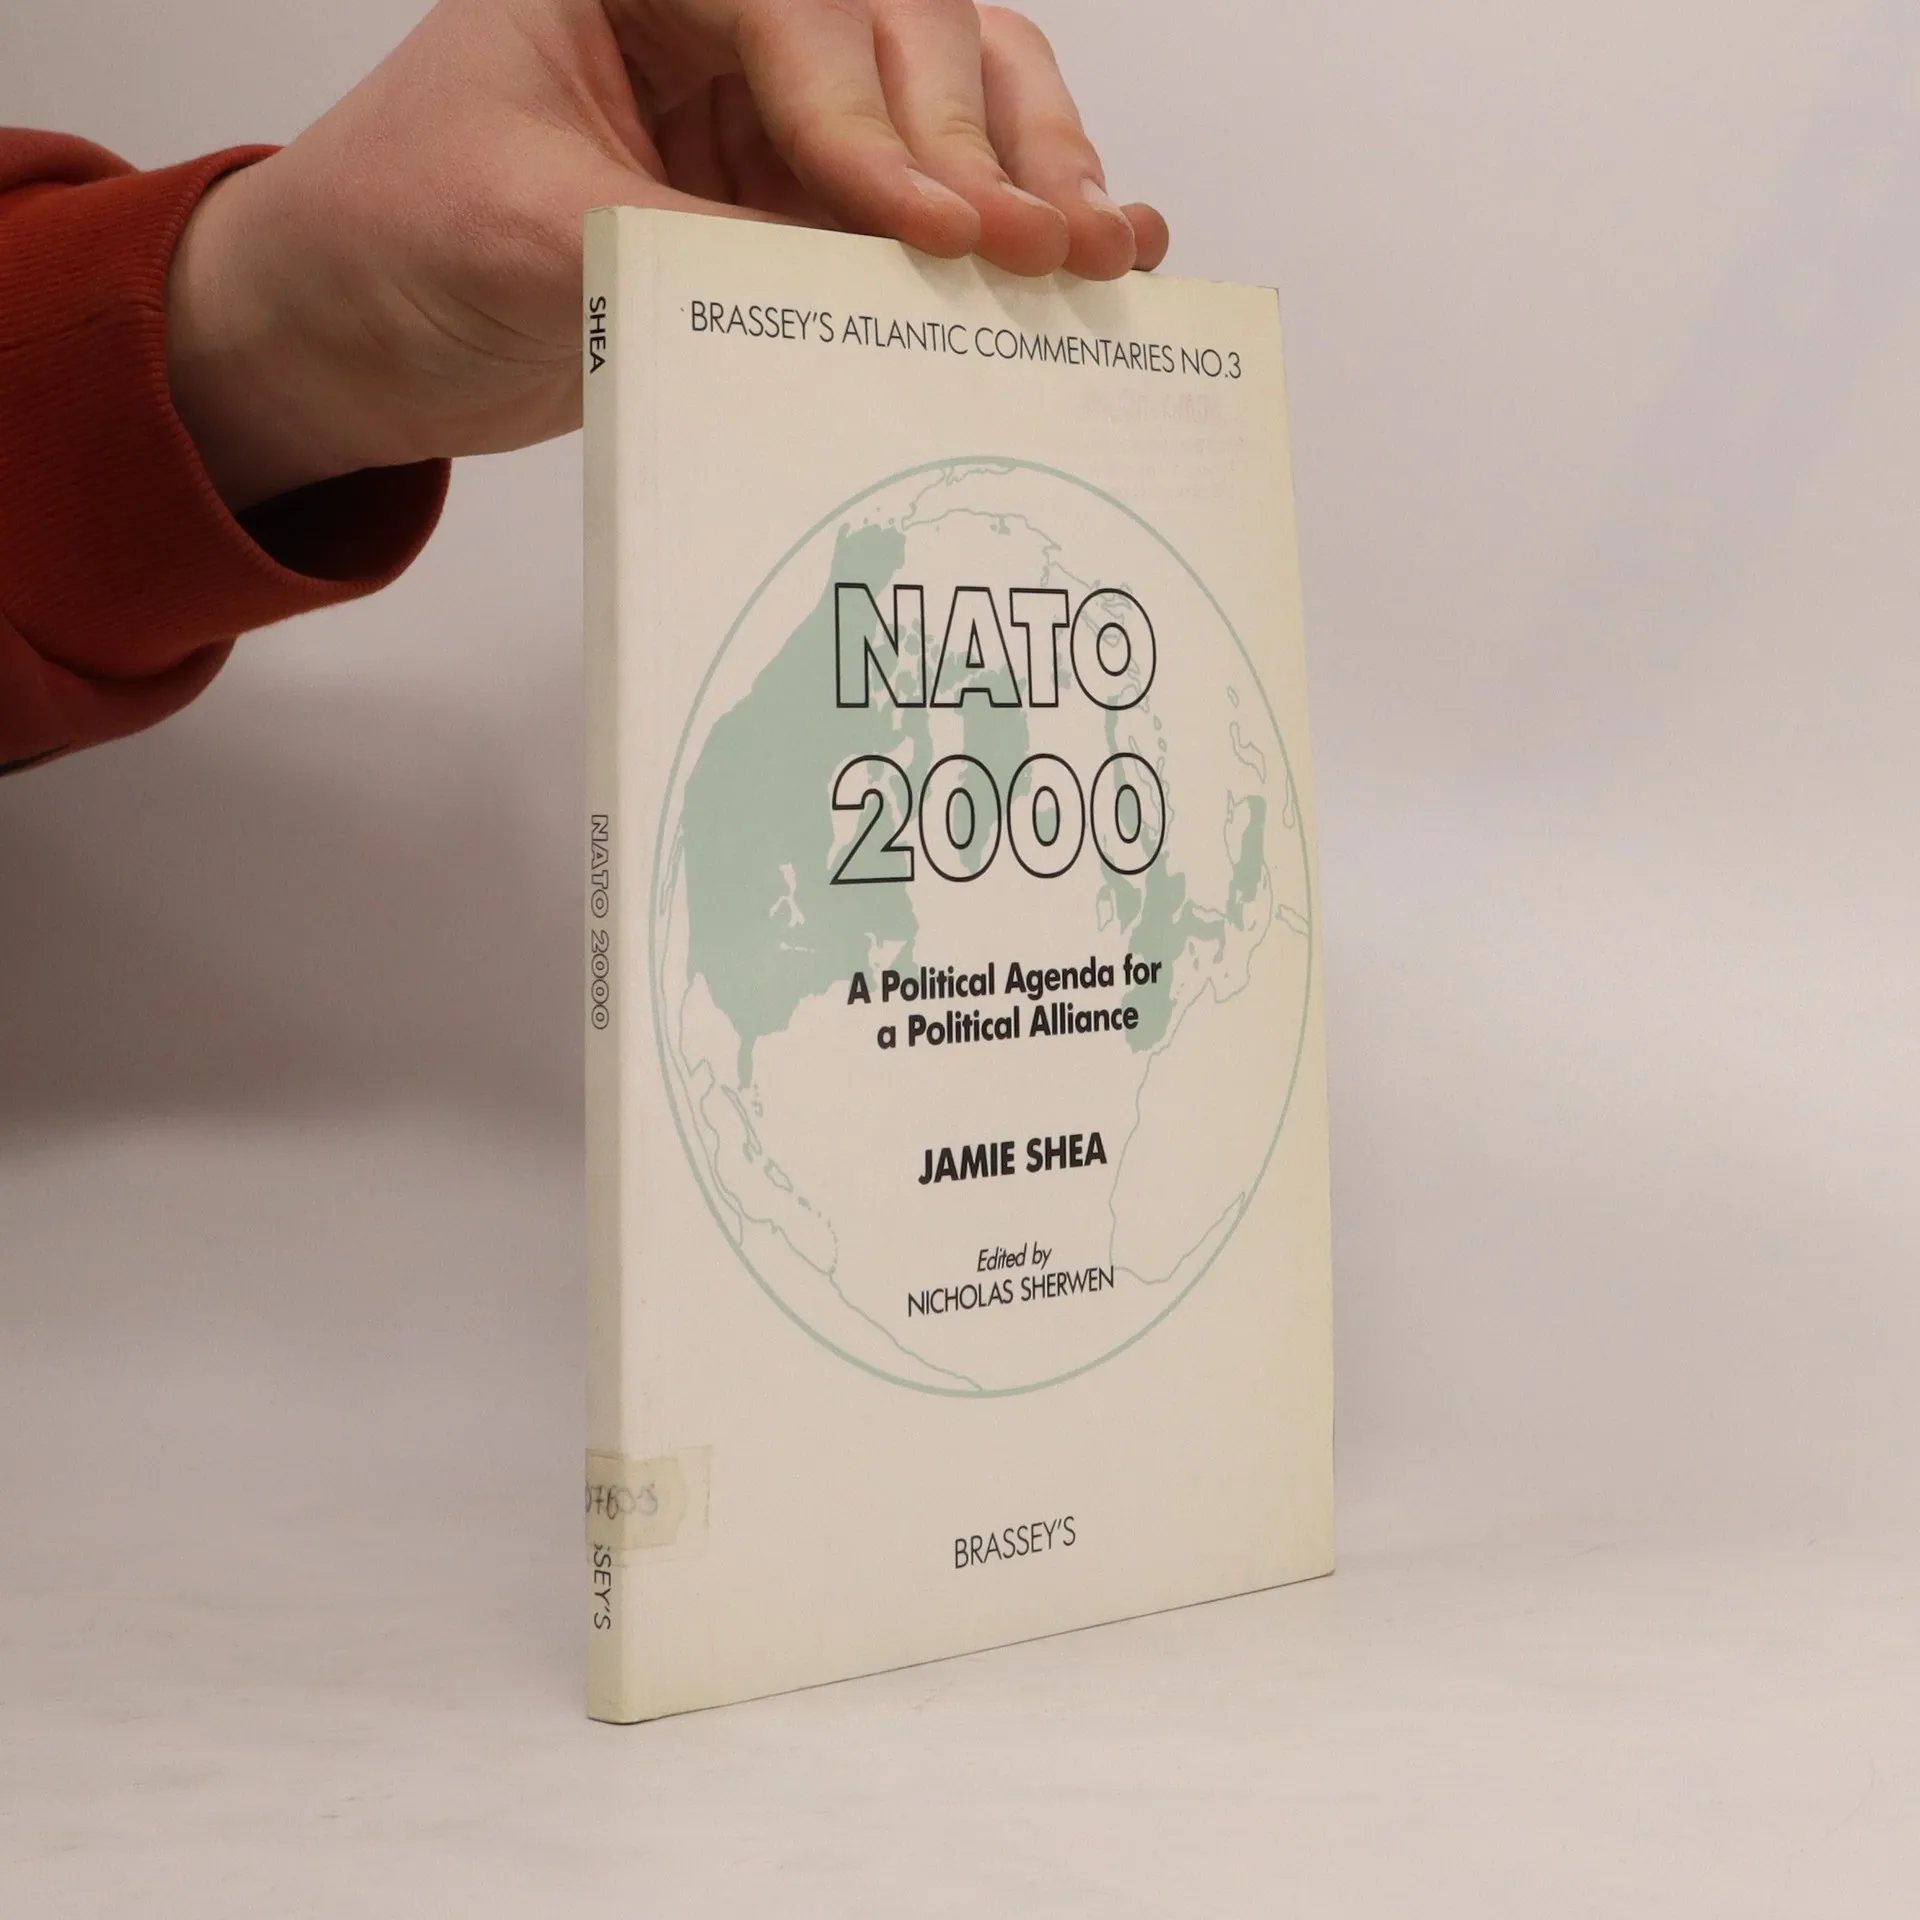 BRASSEY'S ATLANTIC COMMENTARIES NO.3
NATO
2000
A Political Agenda for
a Political Alliance
JAMIE SHEA
Edited by
NICHOLAS SHERWEN
BRASSEY'S
SHEA
NATO 2000
SSEY'S